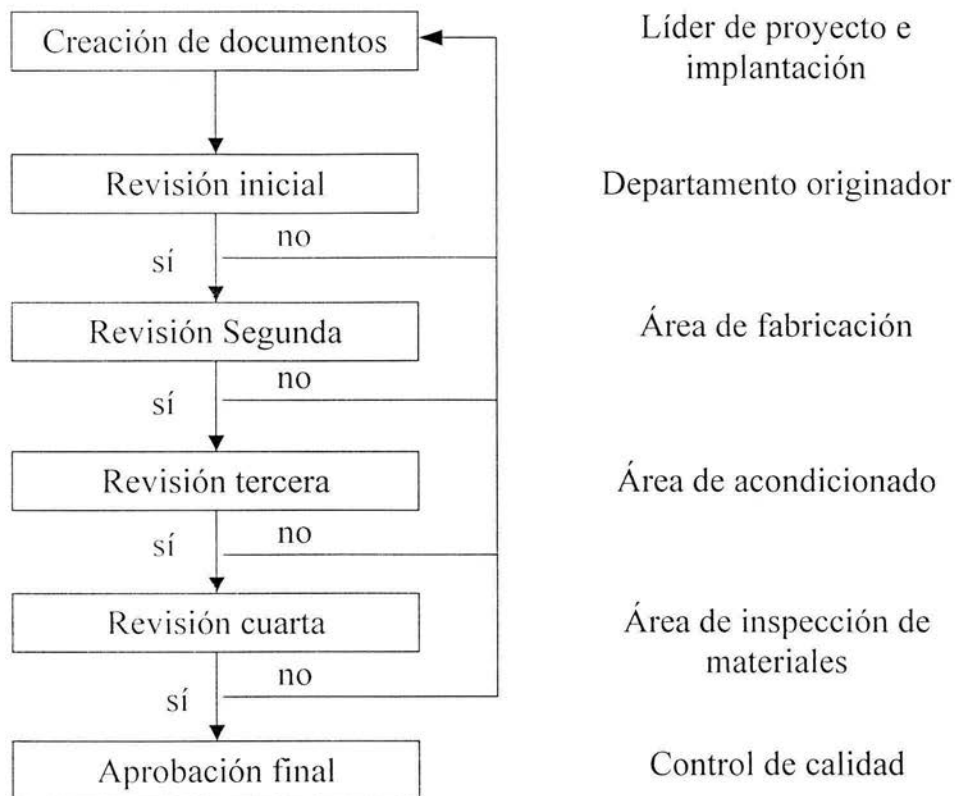 Creación de documentos
Líder de proyecto e
implantación
Revisión inicial
Departamento originador
no
sí
Revisión Segunda
Área de fabricación
no
sí
Revisión tercera
Área de acondicionado
no
sí
Revisión cuarta
Área de inspección de
materiales
no
sí
Aprobación final
Control de calidad